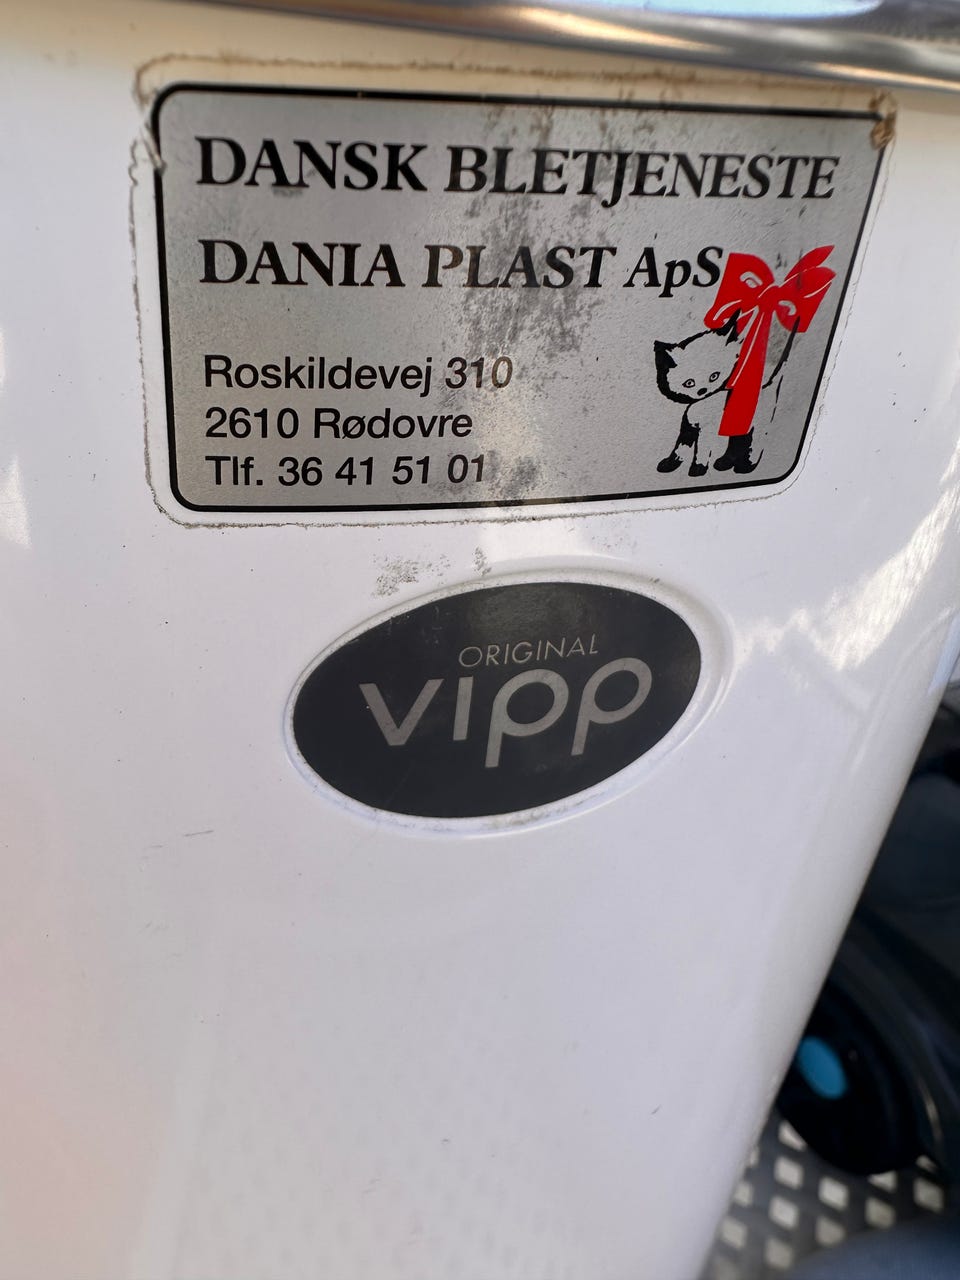 DANSK BLETJENESTE
DANIA PLAST ApS
Roskildevej 310
2610 Rødovre
Tlf. 36 41 51 01
ORIGINAL
vipp